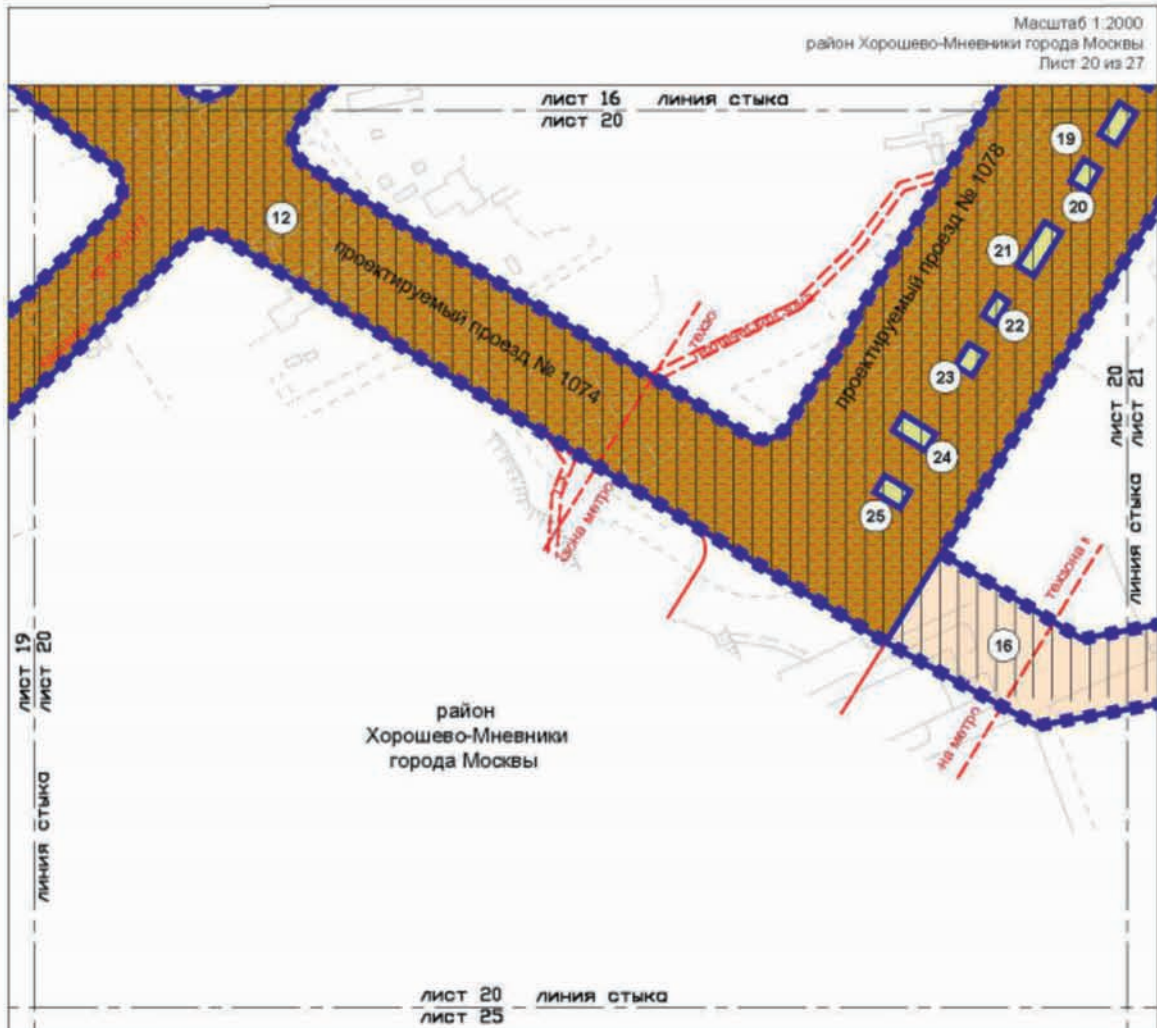 Масштаб 1:2000
район Хорошево-Мневники города Москвы
Лист 20 из 27
лист 16 линия стыка
лист 20
19
20
21
22
23
24
25
12
16
проектируемый проезд № 1074
проектируемый проезд № 1078
техзо
зона метро
техзона м
на метро
лист 20
лист 21
линия стыка
лист 19
лист 20
линия стыка
район
Хорошево-Мневники
города Москвы
лист 20 линия стыка
лист 25